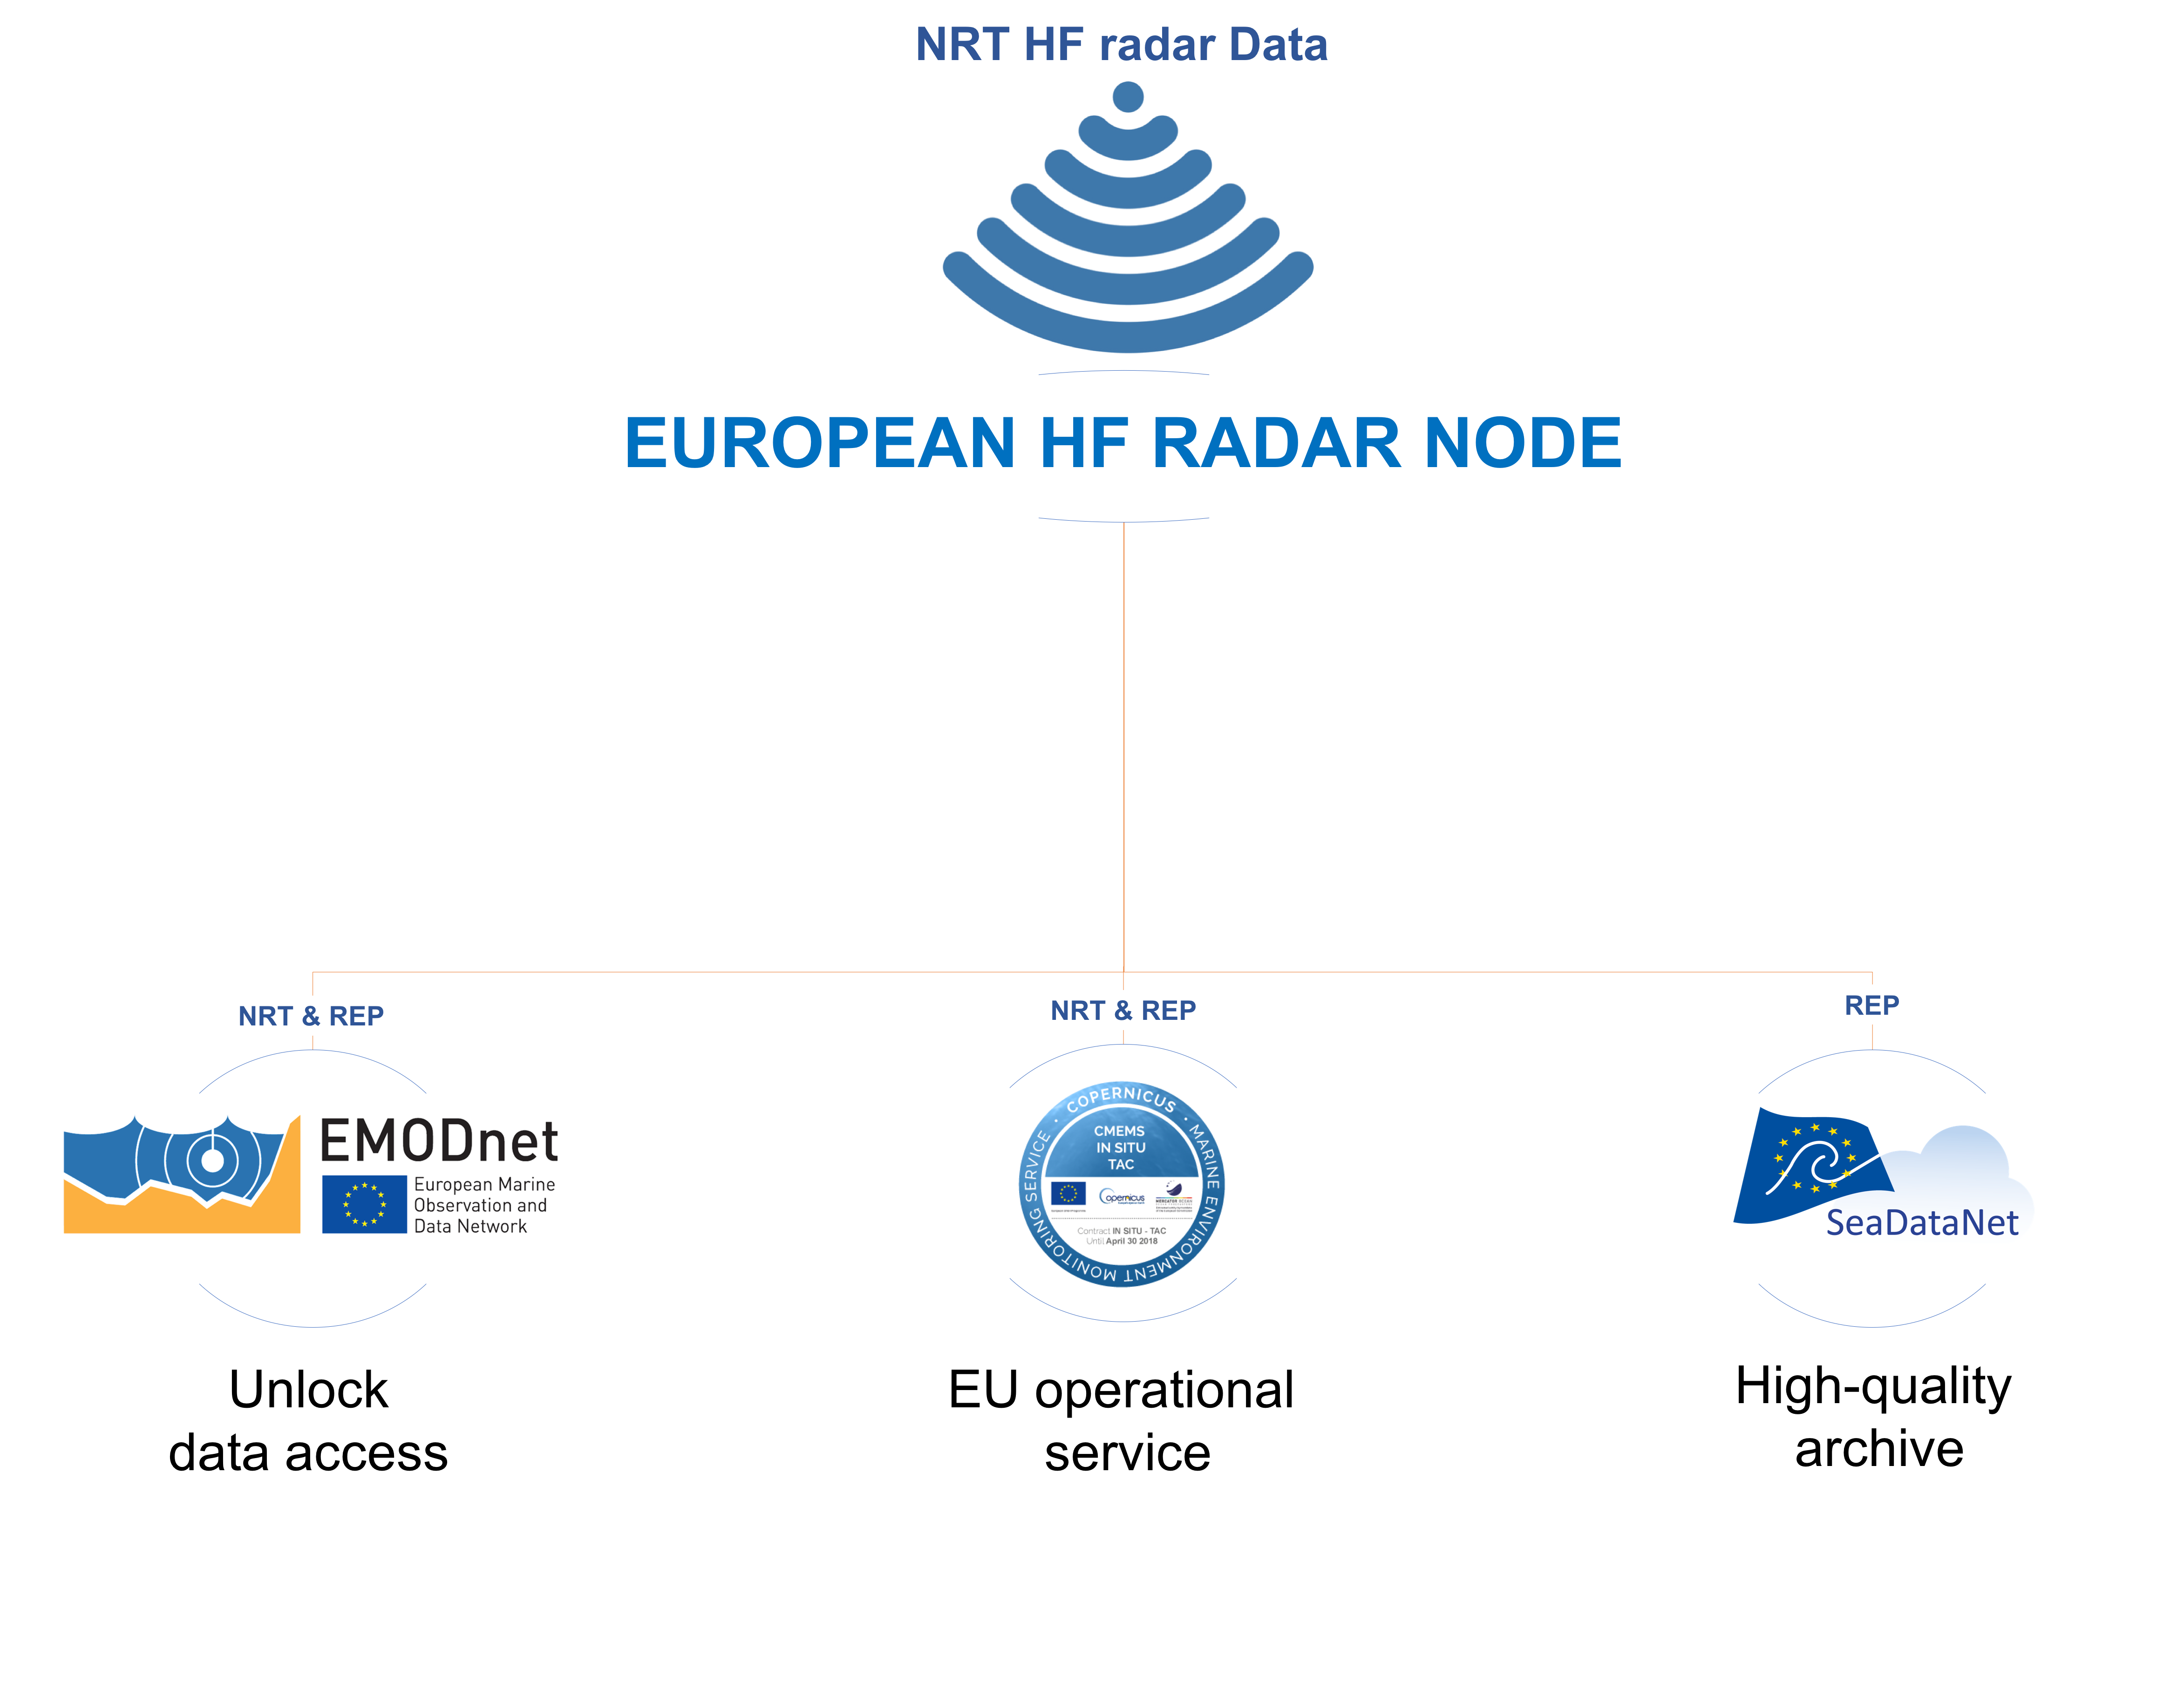 NRT HF radar Data
EUROPEAN HF RADAR NODE
NRT & REP
NRT & REP
REP
EMODnet
European Marine
Observation and
Data Network
COPERNICUS • MARINE ENVIRONMENT MONITORING SERVICE •
CMEMS
IN SITU
TAC
opernicus
MERCATOR OCEAN
Contract IN SITU - TAC
Until April 30 2018
SeaDataNet
Unlock
data access
EU operational
service
High-quality
archive